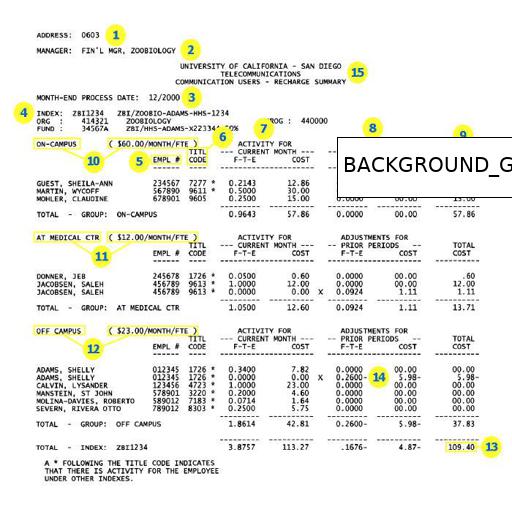 ADDRESS: 0603 1
MANAGER: FIN'L MGR, ZOOBIOLOGY 2
UNIVERSITY OF CALIFORNIA - SAN DIEGO
TELECOMMUNICATIONS 15
COMMUNICATION USERS - RECHARGE SUMMARY
MONTH-END PROCESS DATE: 12/2000 3
4 INDEX: ZBI1234 ZBI/ZOOBIO-ADAMS-HHS-1234
ORG : 414321 ZOOBIOLOGY ROG : 440000
FUND : 34567A ZBI/HHS-ADAMS-X223344 50%
6 7 8 9
ON-CAMPUS ( $60.00/MONTH/FTE ) ACTIVITY FOR
TITL --- CURRENT MONTH ---
10 5 EMPL # CODE F-T-E COST
BACKGROUND_G
GUEST, SHEILA-ANN 234567 7277 * 0.2143 12.86
MARTIN, WYCOFF 567890 9611 * 0.5000 30.00
MOHLER, CLAUDINE 678901 9605 0.2500 15.00 0.0000 00.00 15.00
TOTAL - GROUP: ON-CAMPUS 0.9643 57.86 0.0000 00.00 57.86
AT MEDICAL CTR ( $12.00/MONTH/FTE ) ACTIVITY FOR ADJUSTMENTS FOR
TITL --- CURRENT MONTH --- -- PRIOR PERIODS -- TOTAL
11 EMPL # CODE F-T-E COST F-T-E COST COST
DONNER, JEB 245678 1726 * 0.0500 0.60 0.0000 00.00 .60
JACOBSEN, SALEH 456789 9613 * 1.0000 12.00 0.0000 00.00 12.00
JACOBSEN, SALEH 456789 9613 * 0.0000 0.00 X 0.0924 1.11 1.11
TOTAL - GROUP: AT MEDICAL CTR 1.0500 12.60 0.0924 1.11 13.71
OFF CAMPUS ( $23.00/MONTH/FTE ) ACTIVITY FOR ADJUSTMENTS FOR
TITL --- CURRENT MONTH --- -- PRIOR PERIODS -- TOTAL
12 EMPL # CODE F-T-E COST F-T-E COST COST
ADAMS, SHELLY 012345 1726 * 0.3400 7.82 0.0000 00.00 00.00
ADAMS, SHELLY 012345 1726 * 0.0000 0.00 X 0.2600- 14 5.98- 5.98-
CALVIN, LYSANDER 123456 4723 * 1.0000 23.00 0.0000 00.00 00.00
MANSTEIN, ST JOHN 578901 3220 * 0.2000 4.60 0.0000 00.00 00.00
MOLINA-DAVIES, ROBERTO 589012 7183 * 0.0714 1.64 0.0000 00.00 00.00
SEVERN, RIVERA OTTO 789012 8303 * 0.2500 5.75 0.0000 00.00 00.00
TOTAL - GROUP: OFF CAMPUS 1.8614 42.81 0.2600- 5.98- 37.83
TOTAL - INDEX: ZBI1234 3.8757 113.27 .1676- 4.87- 109.40 13
A * FOLLOWING THE TITLE CODE INDICATES
THAT THERE IS ACTIVITY FOR THE EMPLOYEE
UNDER OTHER INDEXES.